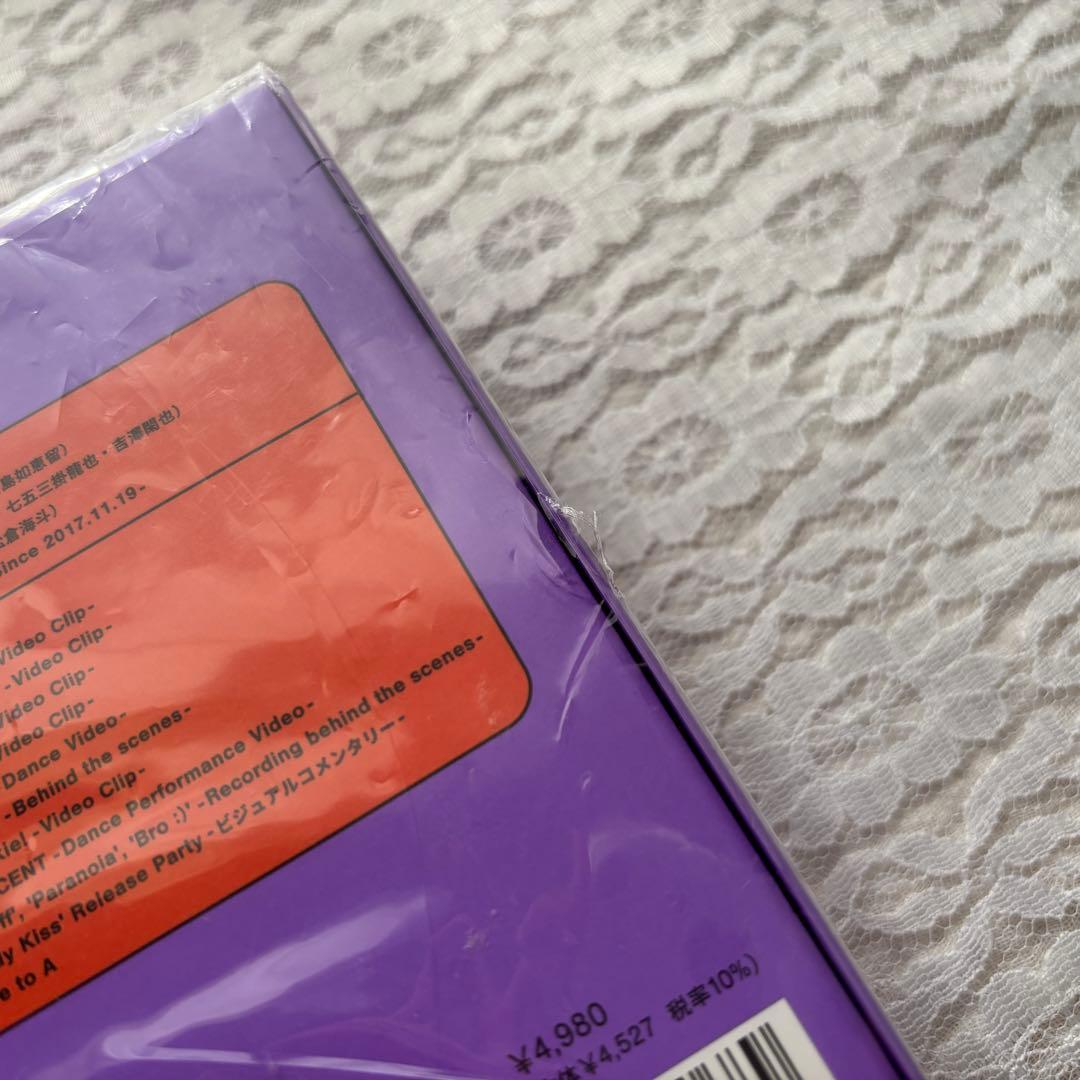 島如恵留)
七五三掛龍也・吉澤閑也)
倉海斗)
since 2017.11.19-
Video Clip-
-Video Clip-
Video Clip-
Video Clip-
Dance Video-
-Behind the scenes-
-Video Clip-
CENT -Dance Performance Video-
'Paranoia', 'Bro :)' -Recording behind the scenes-
Kiss' Release Party -ビジュアルコメンタリー-
to A
¥4,980
体¥4,527 税率10%)